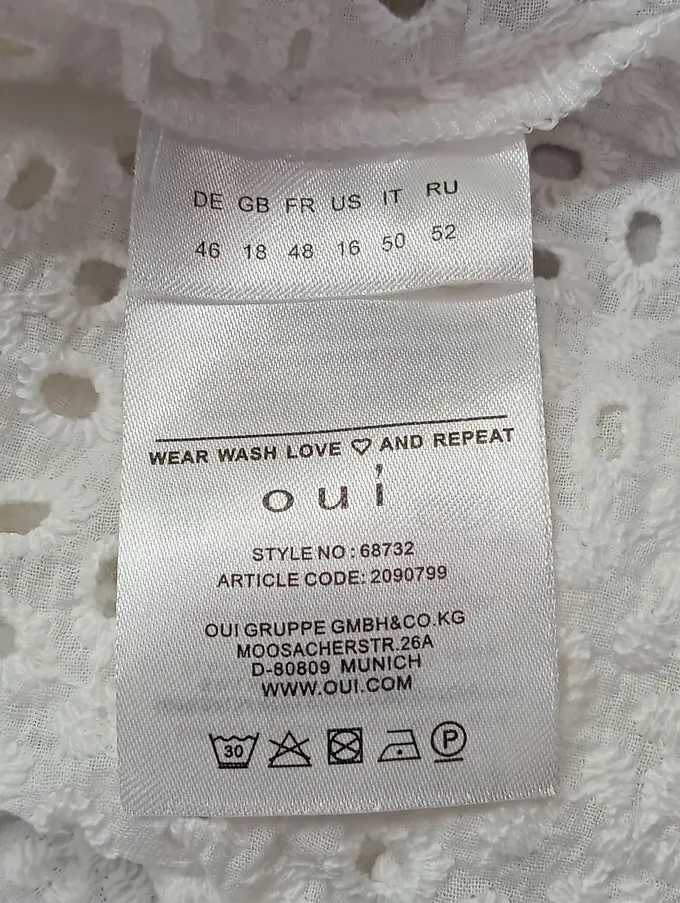 DE GB FR US IT RU
46 18 48 16 50 52
WEAR WASH LOVE ♡ AND REPEAT
oui
STYLE NO : 68732
ARTICLE CODE: 2090799
OUI GRUPPE GMBH&CO.KG
MOOSACHERSTR.26A
D-80809 MUNICH
WWW.OUI.COM
30 P